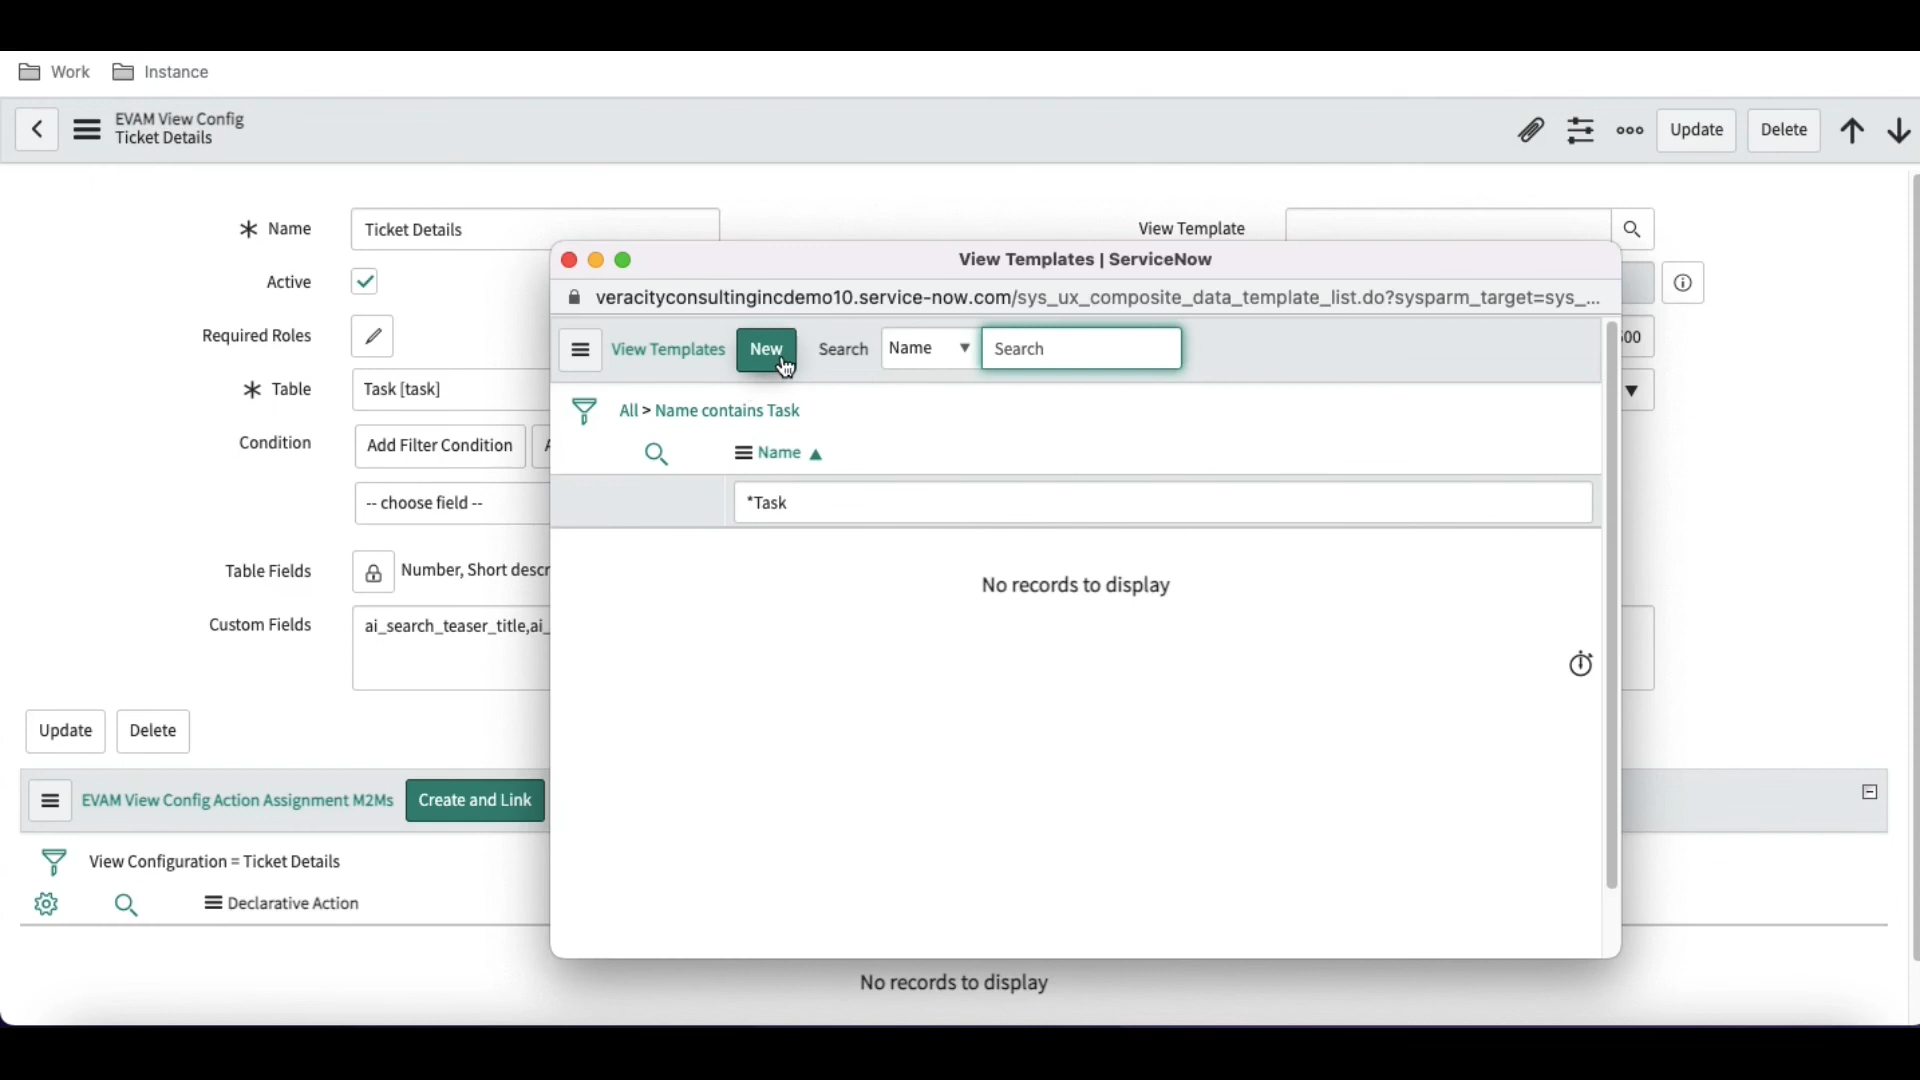 Work Instance
EVAM View Config
Ticket Details
Update Delete
Name Ticket Details View Template
Active
Required Roles
Table Task [task]
Condition Add Filter Condition
-- choose field --
Table Fields Number, Short descr
Custom Fields ai_search_teaser_title,ai_
Update Delete
EVAM View Config Action Assignment M2Ms Create and Link
View Configuration = Ticket Details
Declarative Action
No records to display
View Templates | ServiceNow
veracityconsultingincdemo10.service-now.com/sys_ux_composite_data_template_list.do?sysparm_target=sys_...
View Templates New Search Name Search
All > Name contains Task
Name
*Task
No records to display